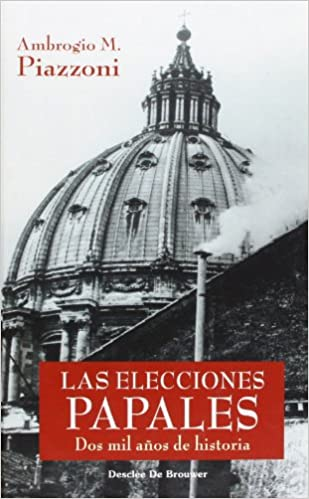 Ambrogio M.
Piazzoni
LAS ELECCIONES
PAPALES
Dos mil años de historia
Desclée De Brouwer